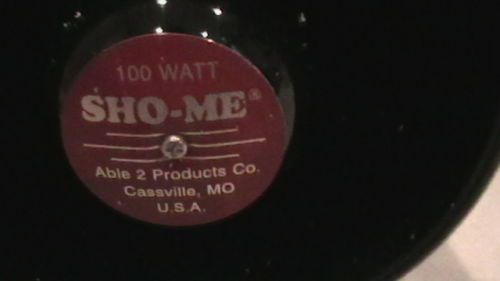 100 WATT
SHO-ME®
Able 2 Products Co.
Cassville, MO
U.S.A.